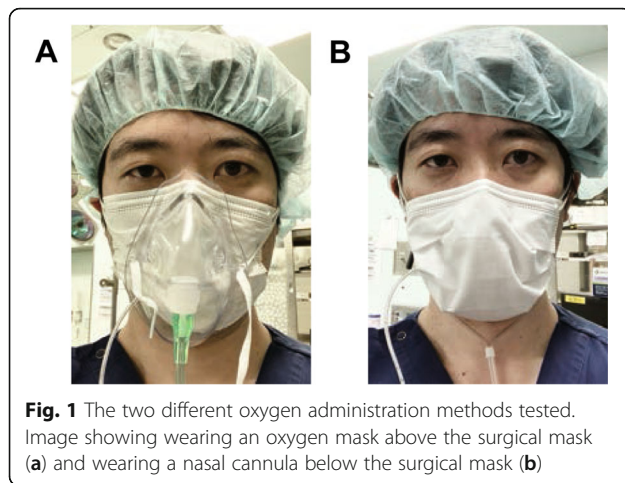 A
B
Fig. 1 The two different oxygen administration methods tested.
Image showing wearing an oxygen mask above the surgical mask
(a) and wearing a nasal cannula below the surgical mask (b)